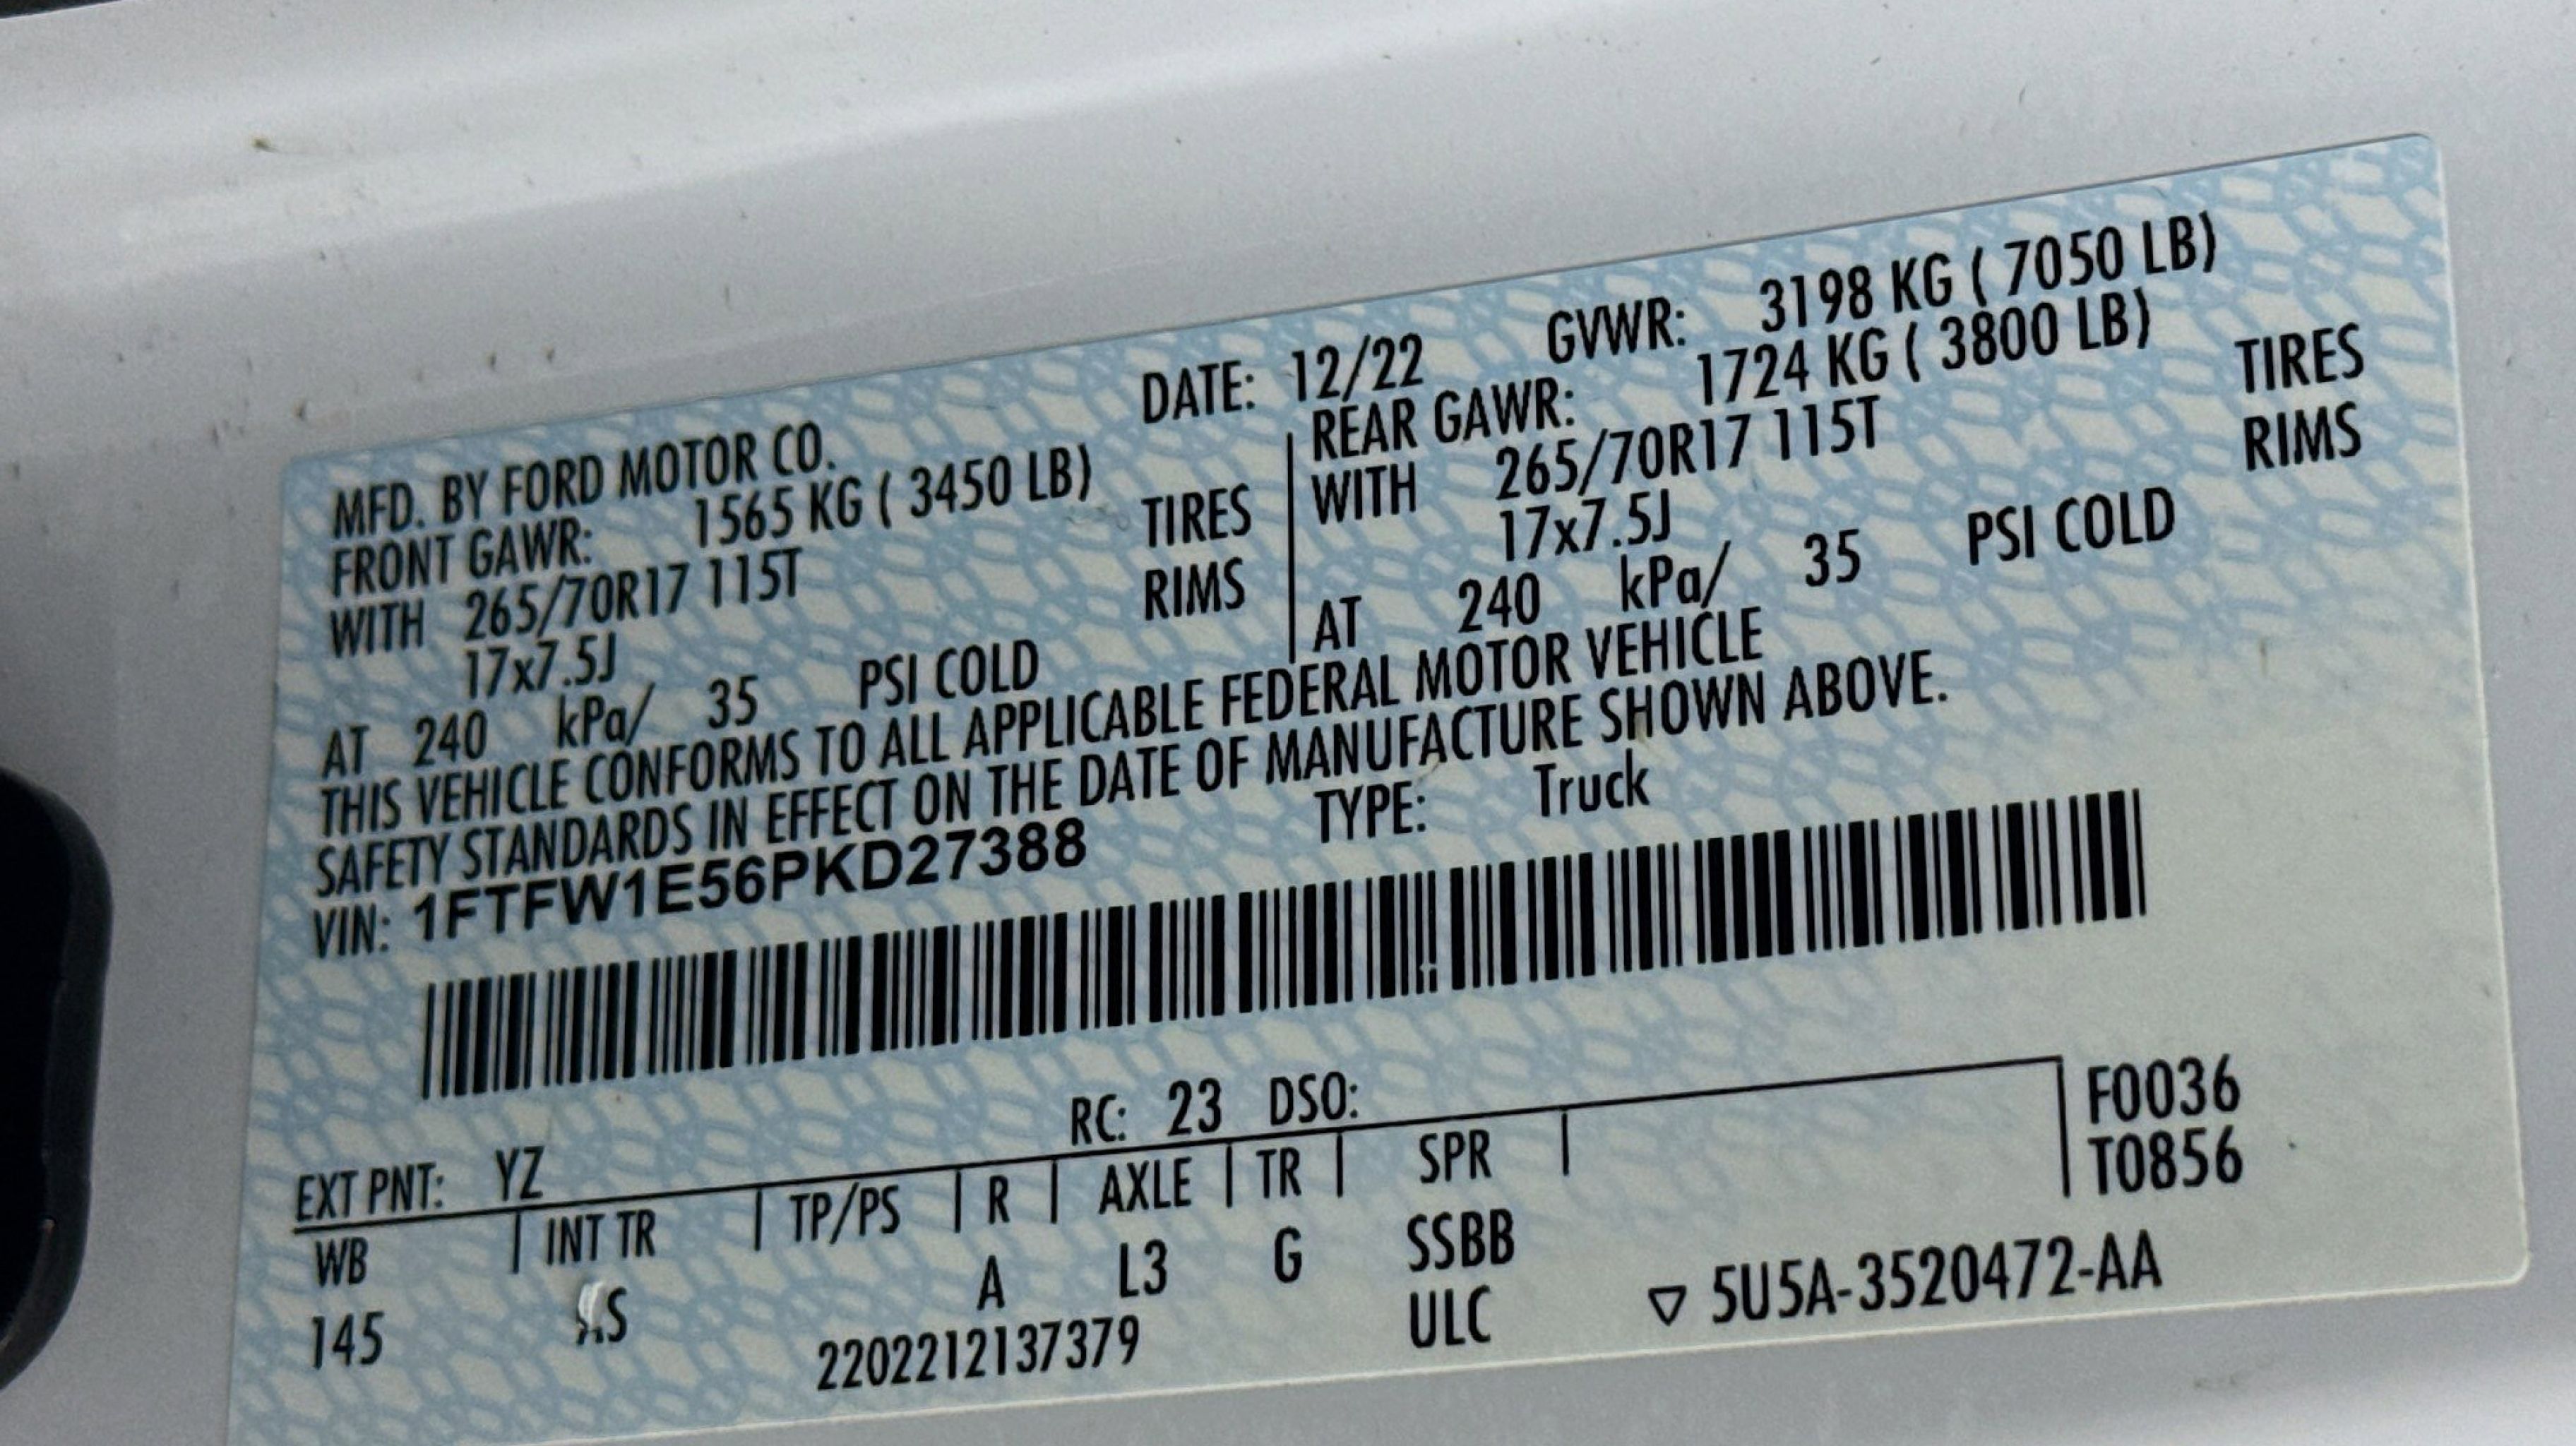 MFD. BY FORD MOTOR CO. DATE: 12/22 GVWR: 3198 KG ( 7050 LB)
FRONT GAWR: 1565 KG ( 3450 LB) REAR GAWR: 1724 KG ( 3800 LB)
WITH 265/70R17 115T TIRES WITH 265/70R17 115T TIRES
17x7.5J RIMS 17x7.5J RIMS
AT 240 kPa/ 35 PSI COLD AT 240 kPa/ 35 PSI COLD
THIS VEHICLE CONFORMS TO ALL APPLICABLE FEDERAL MOTOR VEHICLE
SAFETY STANDARDS IN EFFECT ON THE DATE OF MANUFACTURE SHOWN ABOVE.
VIN: 1FTFW1E56PKD27388 TYPE: Truck
EXT PNT: YZ RC: 23 DSO: F0036
WB INT TR TP/PS R AXLE TR SPR T0856
145 A L3 G SSBB
2202212137379 ULC ▽ 5U5A-3520472-AA